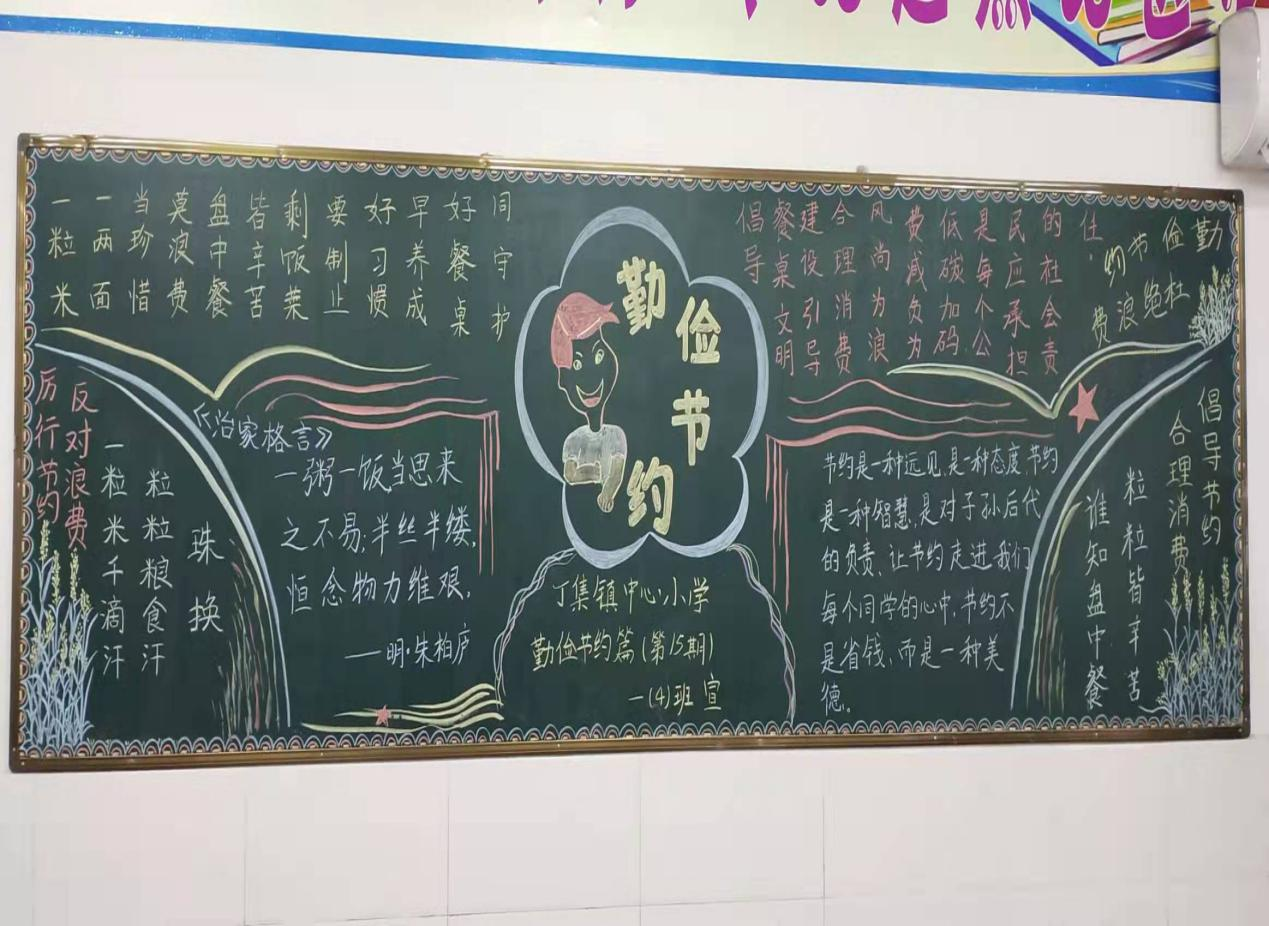 一粒米
一两面
当珍惜
莫浪费
盘中餐
皆辛苦
剩饭菜
要制止
好习惯
早养成
好餐桌
同守护
厉行节约
反对浪费
一粒米千滴汗
粒粒粮食汗
珠换
《治家格言》
一粥一饭当思来
之不易,半丝半缕,
恒念物力维艰,
——明·朱柏庐
勤俭节约
丁集镇中心小学
勤俭节约篇(第15期)
一(4)班 宣
倡导
餐桌文明
建设引导
合理消费
风尚为浪
费减负为
低碳加码
是每个公
民应承担
的社会责
任
勤俭节约
杜绝浪费
节约是一种远见,是一种态度节约
是一种智慧,是对子孙后代
的负责、让节约走进我们
每个同学的心中,节约不
是省钱、而是一种美
德。
倡导节约
合理消费
谁知盘中餐
粒粒皆辛苦